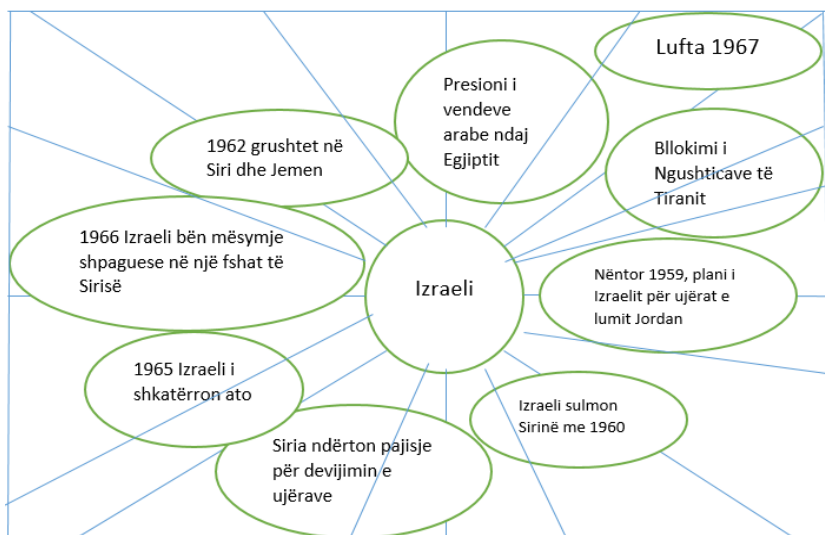 Lufta 1967
Presioni i
vendeve
arabe ndaj
Egjiptit
1962 grushtet në
Siri dhe Jemen
Bllokimi i
Ngushticave të
Tiranit
1966 Izraeli bën mësymje
shpaguese në një fshat të
Sirisë
Izraeli
Nëntor 1959, plani i
Izraelit për ujërat e
lumit Jordan
1965 Izraeli i
shkatërron ato
Izraeli sulmon
Sirinë me 1960
Siria ndërton pajisje
për devijimin e
ujërave